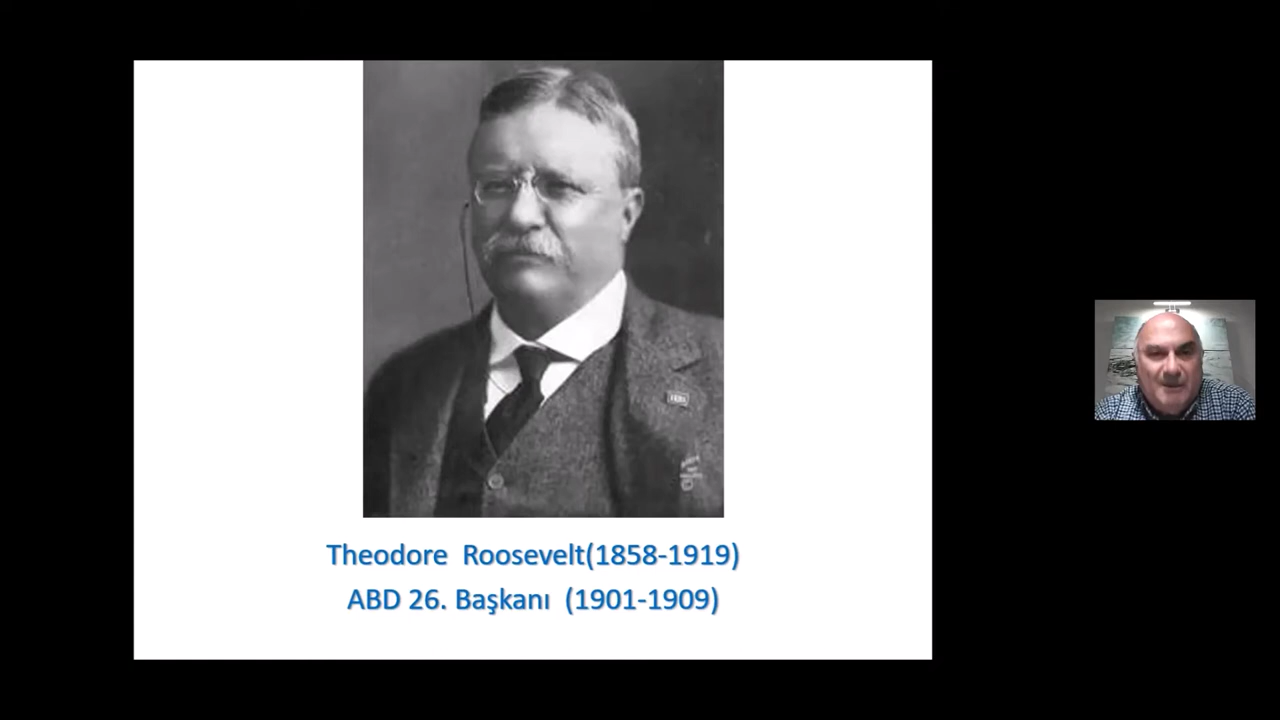 Theodore Roosevelt(1858-1919)
ABD 26. Başkanı (1901-1909)